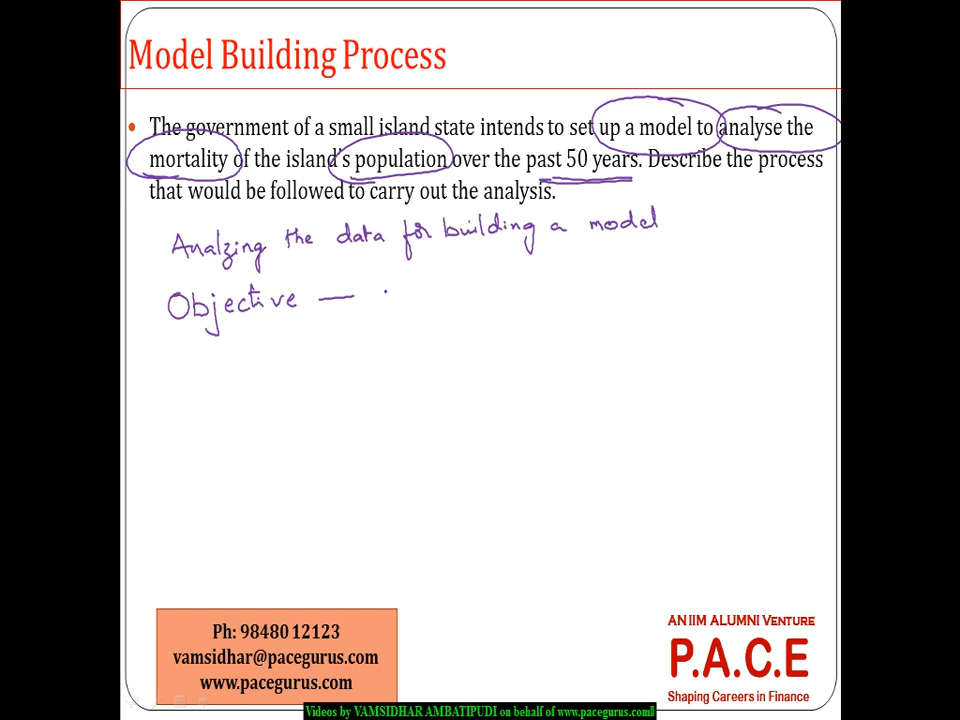 Model Building Process
• The government of a small island state intends to set up a model to analyse the
mortality of the island's population over the past 50 years. Describe the process
that would be followed to carry out the analysis.
Analzing the data for building a model
Objective —
Ph: 98480 12123
vamsidhar@pacegurus.com
www.pacegurus.com
AN IIM ALUMNI VENTURE
P.A.C.E
Shaping Careers in Finance
Videos by VAMSIDHAR AMBATIPUDI on behalf of www.pacegurus.com